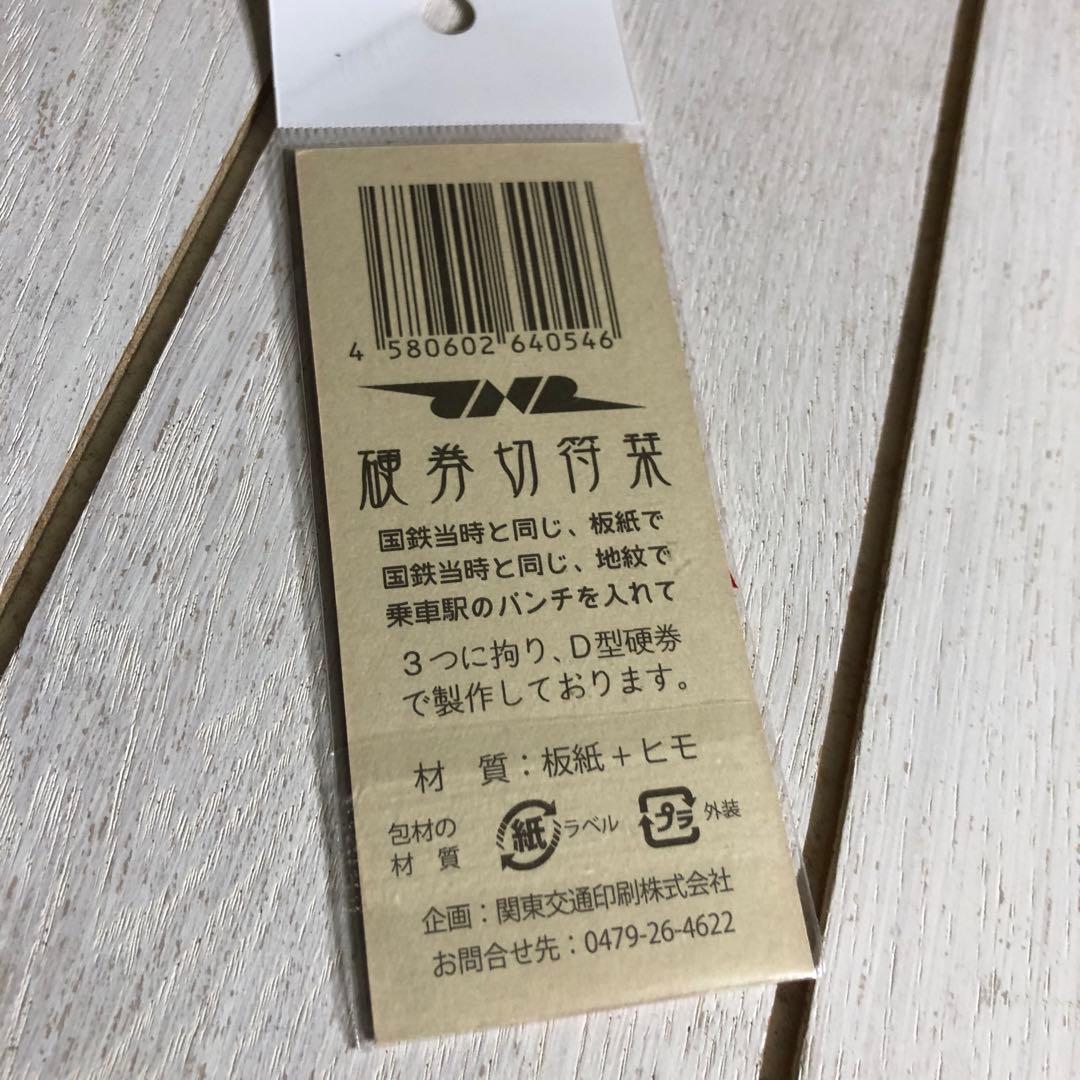 4 580602 640546
JNR
硬券切符栞
国鉄当時と同じ、板紙で
国鉄当時と同じ、地紋で
乗車駅のパンチを入れて
3つに拘り、D型硬券
で製作しております。
材 質：板紙+ヒモ
包材の
材 質
紙 ラベル
プラ 外装
企画：関東交通印刷株式会社
お問合せ先：0479-26-4622